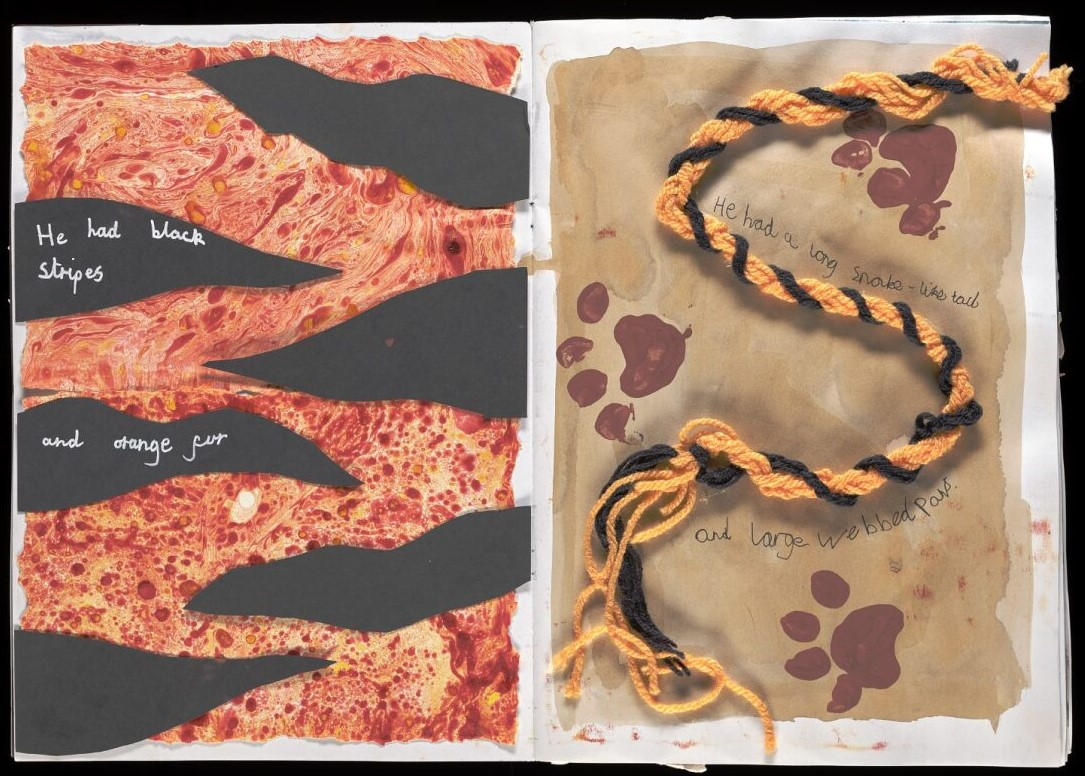 He had black
stripes
and orange fur
He had a long snake-like tail
and large webbed paws.